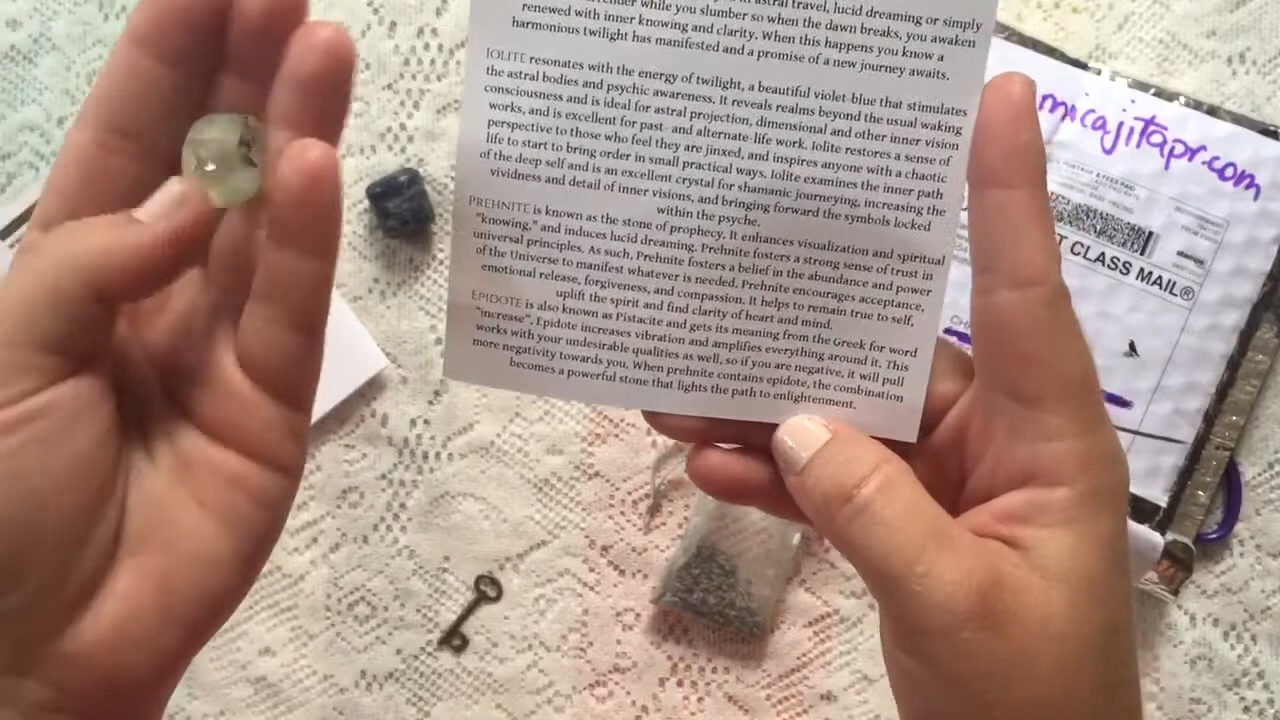 astral travel, lucid dreaming or simply
while you slumber so when the dawn breaks, you awaken
renewed with inner knowing and clarity. When this happens you know a
harmonious twilight has manifested and a promise of a new journey awaits.
IOLITE resonates with the energy of twilight, a beautiful violet-blue that stimulates
the astral bodies and psychic awareness. It reveals realms beyond the usual waking
consciousness and is ideal for astral projection, dimensional and other inner vision
works, and is excellent for past- and alternate-life work. Iolite restores a sense of
perspective to those who feel they are jinxed, and inspires anyone with a chaotic
life to start to bring order in small practical ways. Iolite examines the inner path
of the deep self and is an excellent crystal for shamanic journeying, increasing the
vividness and detail of inner visions, and bringing forward the symbols locked
within the psyche.
PREHNITE is known as the stone of prophecy. It enhances visualization and spiritual
"knowing," and induces lucid dreaming. Prehnite fosters a strong sense of trust in
universal principles. As such, Prehnite fosters a belief in the abundance and power
of the Universe to manifest whatever is needed. Prehnite encourages acceptance,
emotional release, forgiveness, and compassion. It helps to remain true to self,
uplift the spirit and find clarity of heart and mind.
EPIDOTE is also known as Pistacite and gets its meaning from the Greek for word
"increase", Epidote increases vibration and amplifies everything around it. This
works with your undesirable qualities as well, so if you are negative, it will pull
more negativity towards you. When prehnite contains epidote, the combination
becomes a powerful stone that lights the path to enlightenment.
micajitapr.com
T CLASS MAIL®